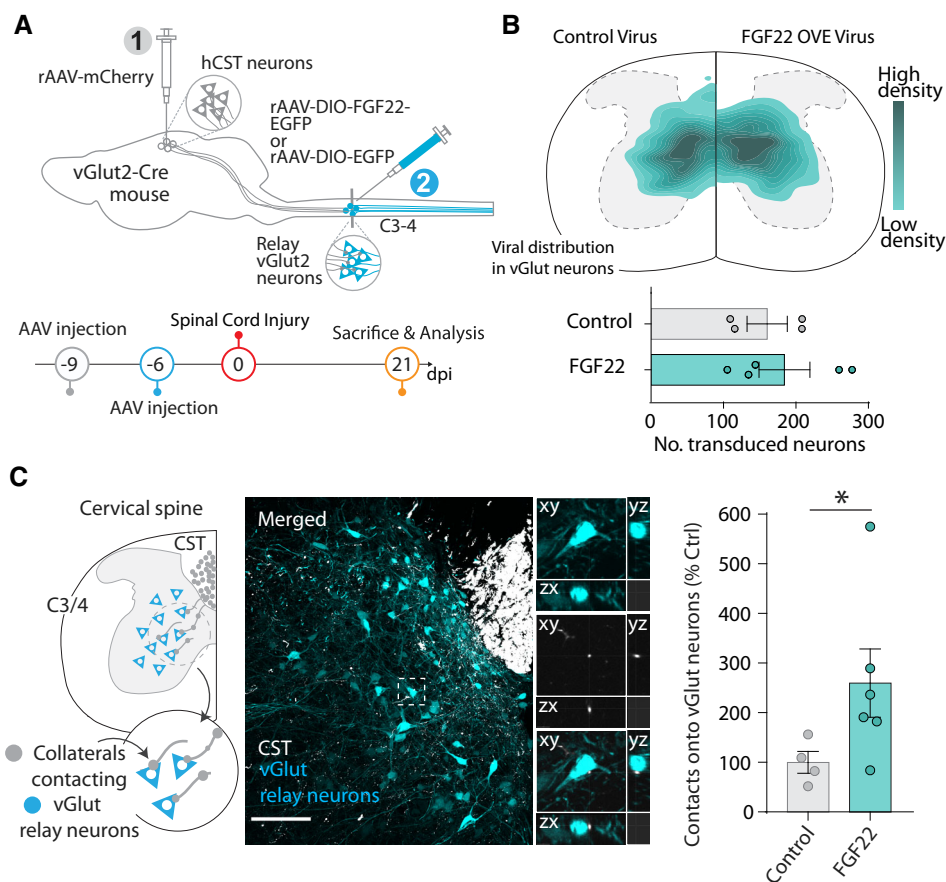 A
1
rAAV-mCherry
hCST neurons
rAAV-DIO-FGF22-
EGFP
or
rAAV-DIO-EGFP
vGlut2-Cre
mouse
2
C3-4
Relay
vGlut2
neurons
AAV injection
Spinal Cord Injury
Sacrifice & Analysis
-9
-6
0
21
dpi
AAV injection
B
Control Virus
FGF22 OVE Virus
High
density
Low
density
Viral distribution
in vGlut neurons
Control
FGF22
0
100
200
300
No. transduced neurons
C
Cervical spine
CST
C3/4
Collaterals
contacting
vGlut
relay neurons
Merged
CST
vGlut
relay neurons
xy
yz
zx
xy
yz
zx
xy
yz
zx
Contacts onto vGlut neurons (% Ctrl)
600
500
400
300
200
100
0
*
Control
FGF22